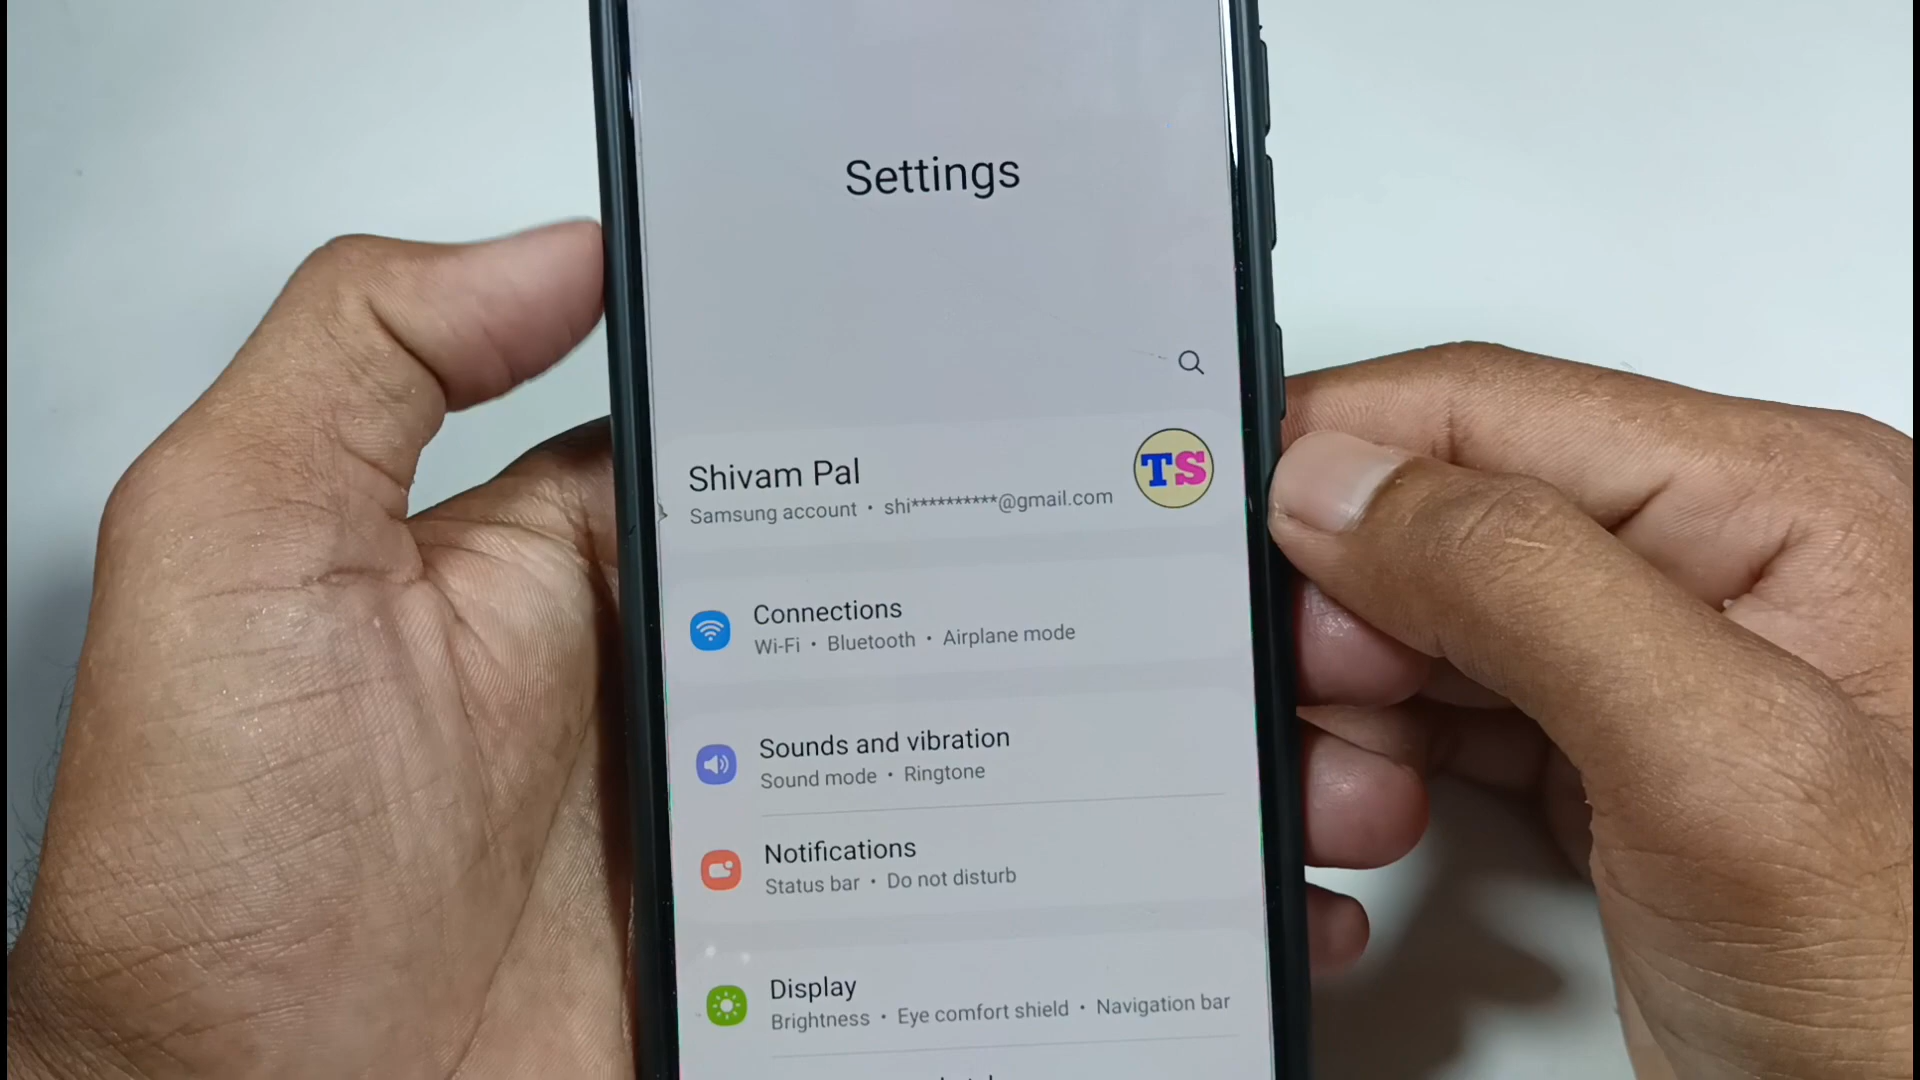 Settings
Shivam Pal
TS
Samsung account • shi**********@gmail.com
Connections
Wi-Fi • Bluetooth • Airplane mode
Sounds and vibration
Sound mode • Ringtone
Notifications
Status bar • Do not disturb
Display
Brightness • Eye comfort shield • Navigation bar